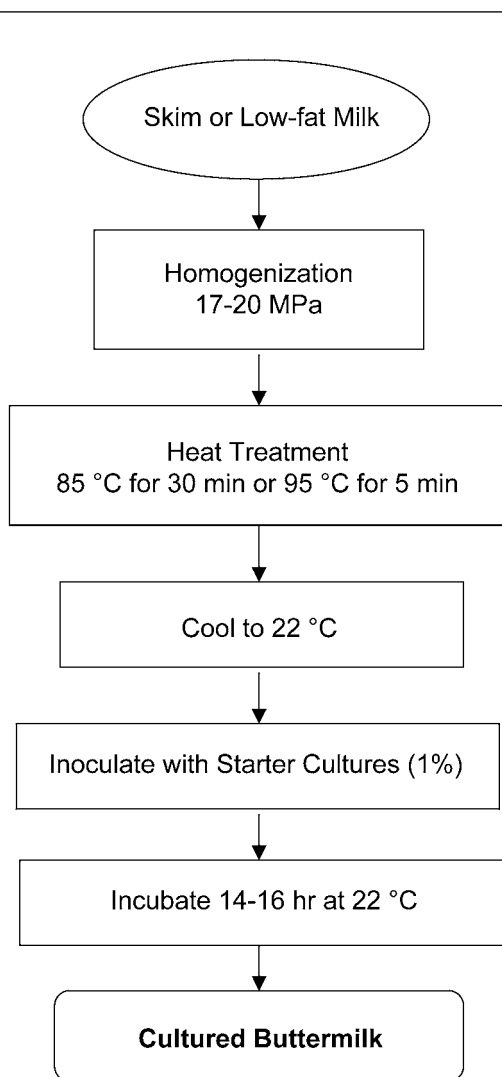 Skim or Low-fat Milk
Homogenization
17-20 MPa
Heat Treatment
85 °C for 30 min or 95 °C for 5 min
Cool to 22 °C
Inoculate with Starter Cultures (1%)
Incubate 14-16 hr at 22 °C
Cultured Buttermilk